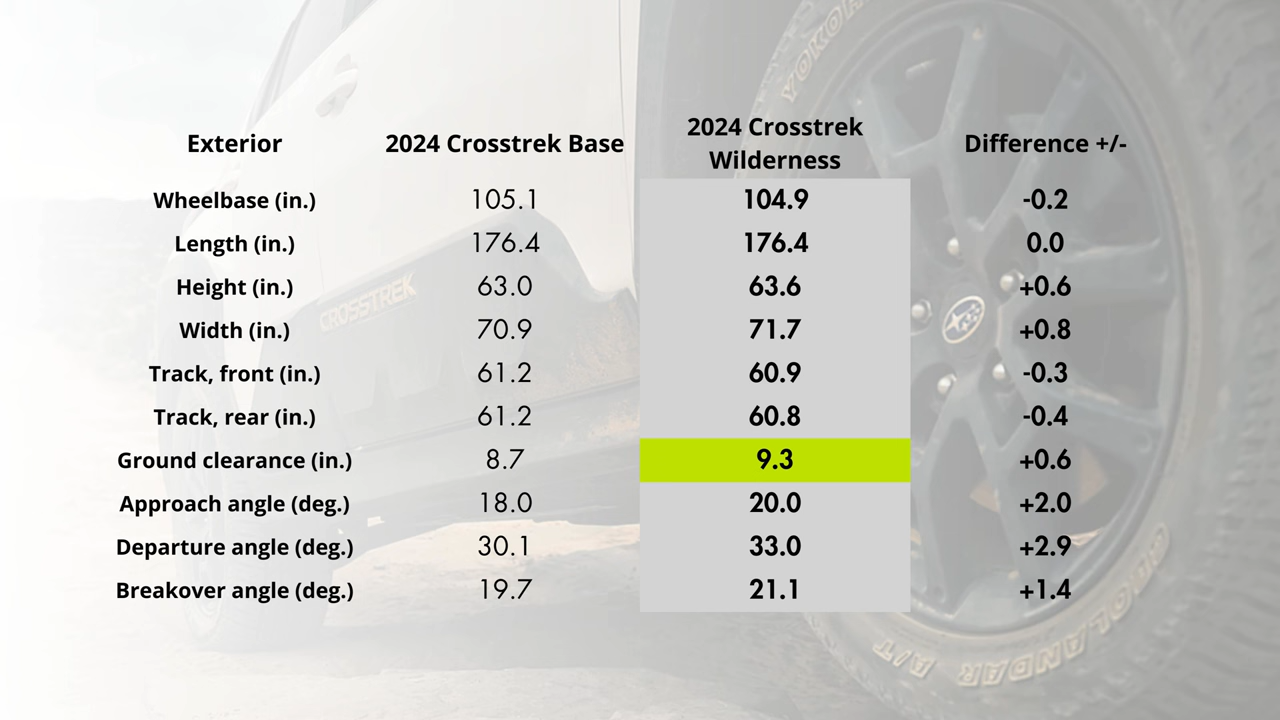 Exterior 2024 Crosstrek Base 2024 Crosstrek Wilderness Difference +/-
Wheelbase (in.) 105.1 104.9 -0.2
Length (in.) 176.4 176.4 0.0
Height (in.) 63.0 63.6 +0.6
Width (in.) 70.9 71.7 +0.8
Track, front (in.) 61.2 60.9 -0.3
Track, rear (in.) 61.2 60.8 -0.4
Ground clearance (in.) 8.7 9.3 +0.6
Approach angle (deg.) 18.0 20.0 +2.0
Departure angle (deg.) 30.1 33.0 +2.9
Breakover angle (deg.) 19.7 21.1 +1.4
CROSSTREK
YOKOHA
GEOLANDAR A/T